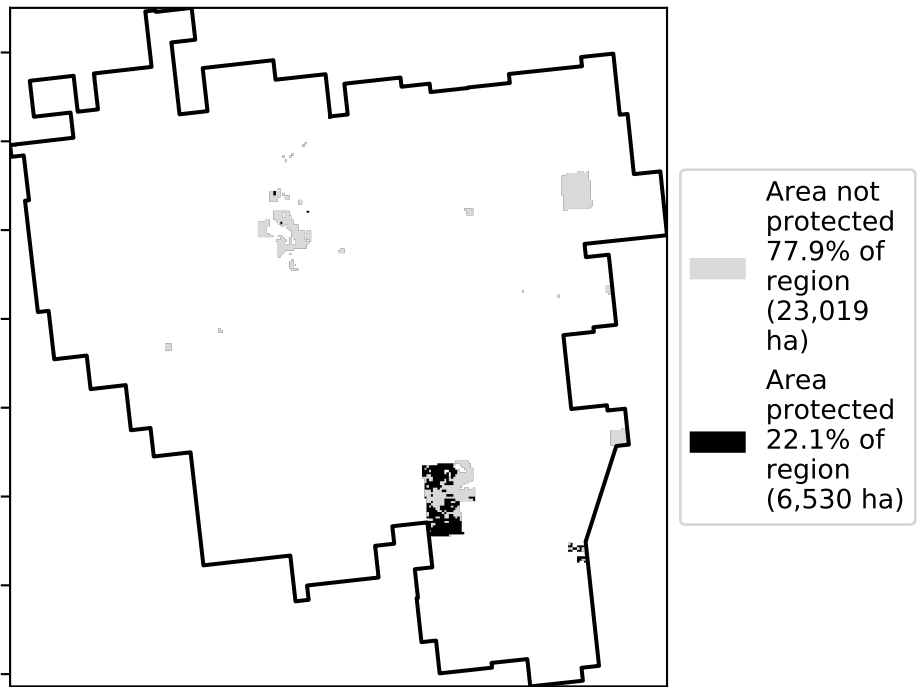 Area not
protected
77.9% of
region
(23,019
ha)
Area
protected
22.1% of
region
(6,530 ha)